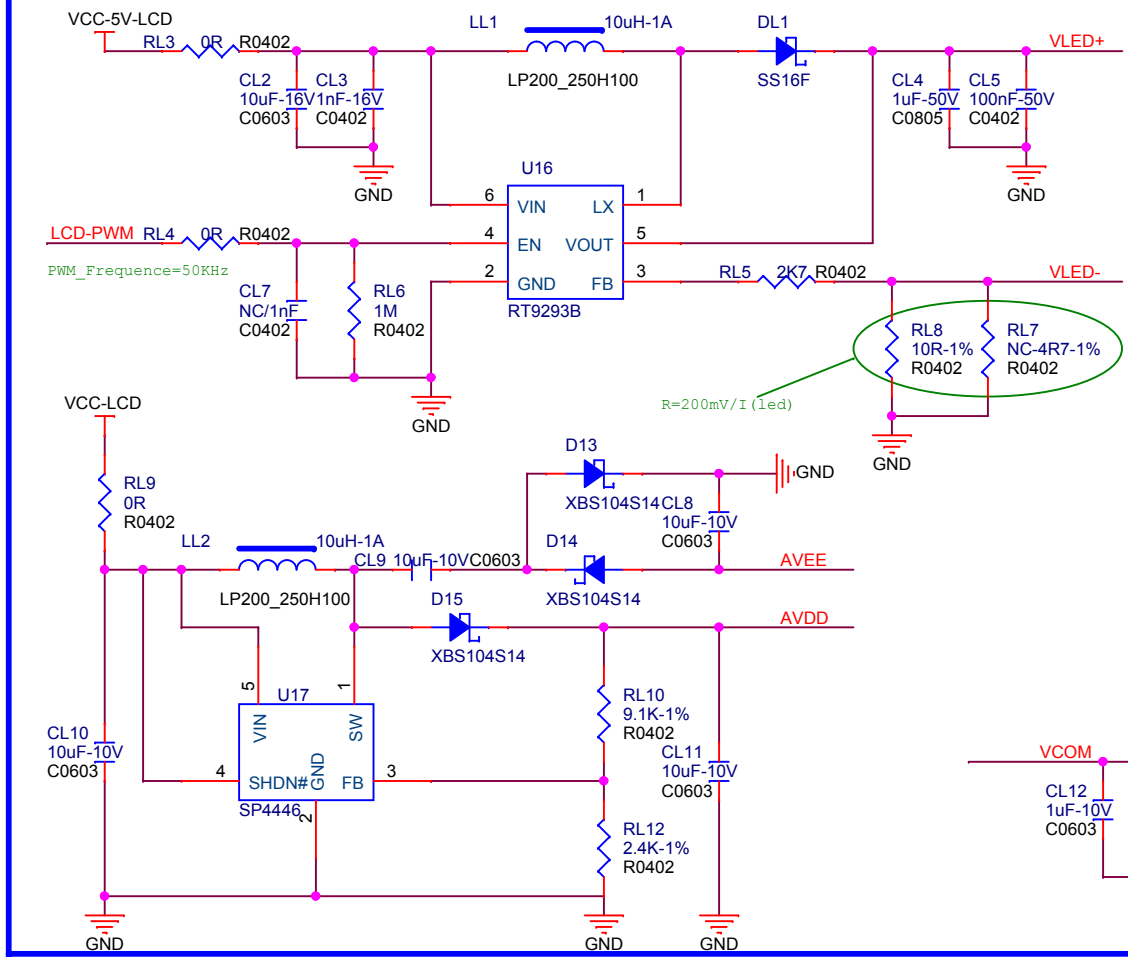 VCC-5V-LCD
RL3
0R
R0402
CL2
10uF-16V
C0603
CL3
1nF-16V
C0402
GND
LL1
10uH-1A
LP200_250H100
DL1
SS16F
VLED+
CL4
1uF-50V
C0805
CL5
100nF-50V
C0402
GND
U16
6
VIN
LX
1
4
EN
VOUT
5
2
GND
FB
3
RT9293B
LCD-PWM
RL4
0R
R0402
PWM_Frequence=50KHz
CL7
NC/1nF
C0402
RL6
1M
R0402
GND
RL5
2K7
R0402
VLED-
RL8
10R-1%
R0402
RL7
NC-4R7-1%
R0402
R=200mV/I(led)
GND
VCC-LCD
RL9
0R
R0402
LL2
10uH-1A
LP200_250H100
CL9
10uF-10V
C0603
D13
XBS104S14
GND
CL8
10uF-10V
C0603
D14
XBS104S14
AVEE
D15
XBS104S14
AVDD
U17
5
1
VIN
SW
GND
4
SHDN#
FB
3
2
SP4446
CL10
10uF-10V
C0603
RL10
9.1K-1%
R0402
CL11
10uF-10V
C0603
RL12
2.4K-1%
R0402
VCOM
CL12
1uF-10V
C0603
GND
GND
GND